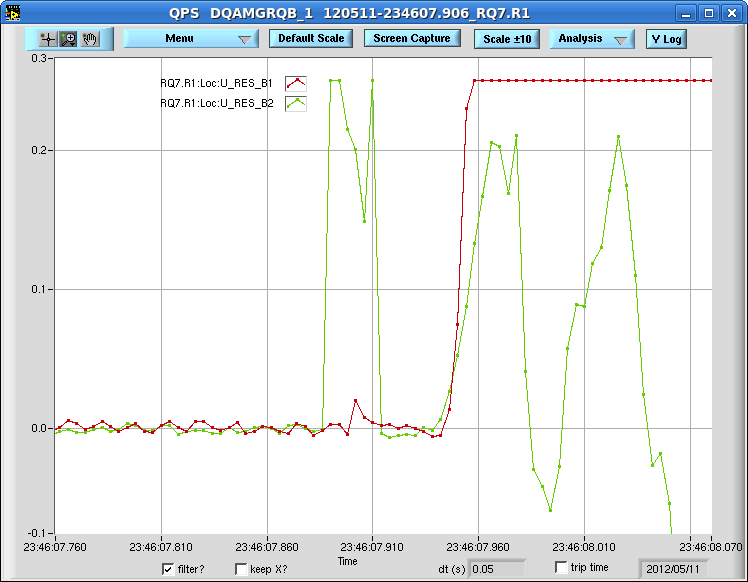 QPS DQAMGRQB_1 120511-234607.906_RQ7.R1
Menu Default Scale Screen Capture Scale ±10 Analysis Y Log
0.3
RQ7.R1:Loc:U_RES_B1
RQ7.R1:Loc:U_RES_B2
0.2
0.1
0.0
-0.1
23:46:07.760 23:46:07.810 23:46:07.860 23:46:07.910 23:46:07.960 23:46:08.010 23:46:08.070
Time
filter? keep X? dt (s) 0.05 trip time 2012/05/11